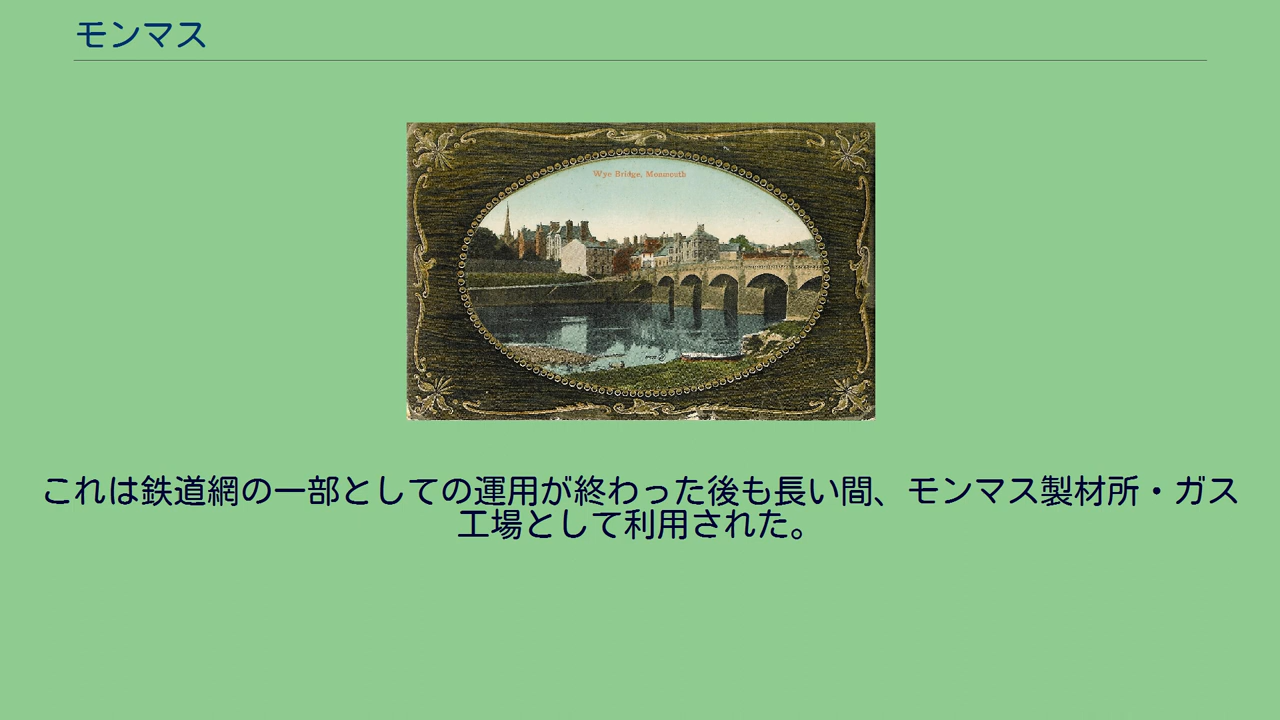 モンマス
Wye Bridge, Monmouth
これは鉄道網の一部としての運用が終わった後も長い間、モンマス製材所・ガス
工場として利用された。